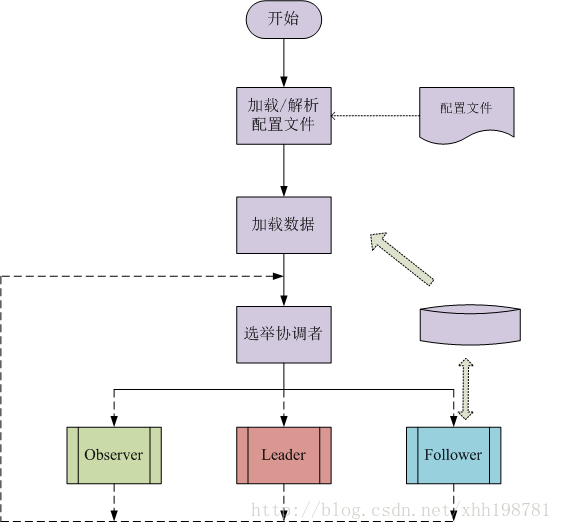 开始
加载/解析
配置文件
配置文件
加载数据
选举协调者
Observer
Leader
Follower
http://blog.csdn.net/xhh198781